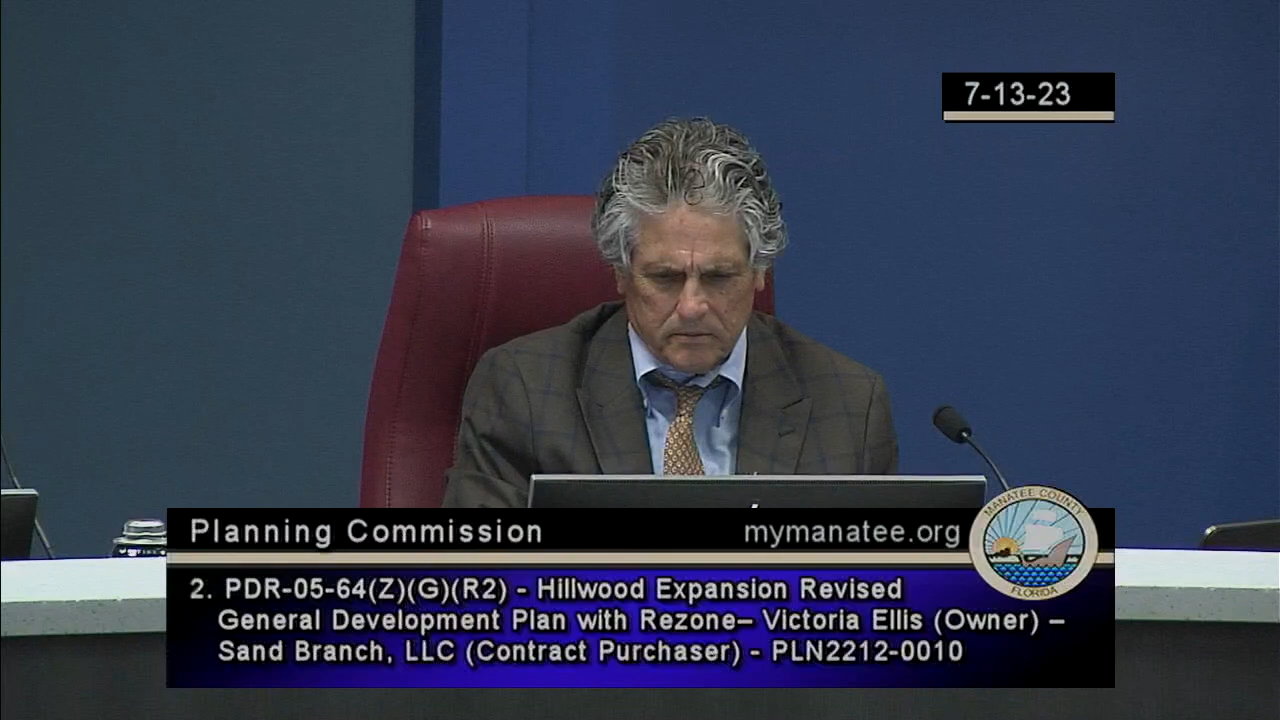 7-13-23
Planning Commission
mymanatee.org
MANATEE COUNTY
FLORIDA
2. PDR-05-64(Z)(G)(R2) - Hillwood Expansion Revised
General Development Plan with Rezone– Victoria Ellis (Owner) –
Sand Branch, LLC (Contract Purchaser) - PLN2212-0010